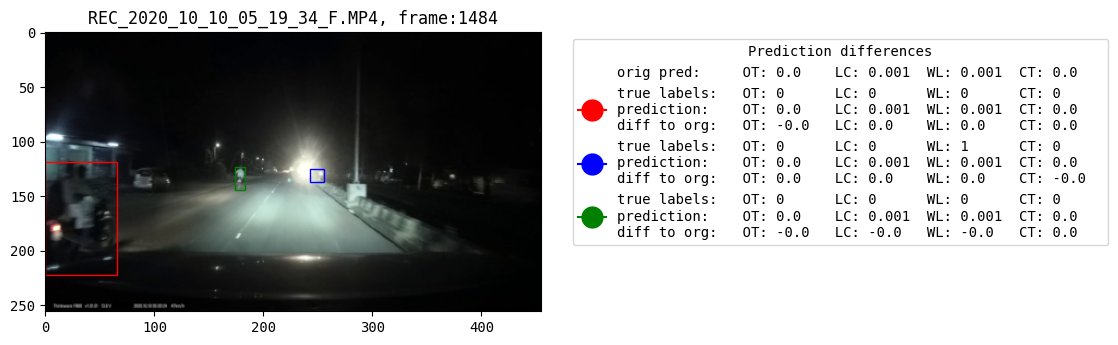 REC_2020_10_10_05_19_34_F.MP4, frame:1484
0
50
100
150
200
250
0 100 200 300 400
Prediction differences
orig pred: OT: 0.0 LC: 0.001 WL: 0.001 CT: 0.0
true labels: OT: 0 LC: 0 WL: 0 CT: 0
prediction: OT: 0.0 LC: 0.001 WL: 0.001 CT: 0.0
diff to org: OT: -0.0 LC: 0.0 WL: 0.0 CT: 0.0
true labels: OT: 0 LC: 0 WL: 1 CT: 0
prediction: OT: 0.0 LC: 0.001 WL: 0.001 CT: 0.0
diff to org: OT: 0.0 LC: 0.0 WL: 0.0 CT: -0.0
true labels: OT: 0 LC: 0 WL: 0 CT: 0
prediction: OT: 0.0 LC: 0.001 WL: 0.001 CT: 0.0
diff to org: OT: -0.0 LC: -0.0 WL: -0.0 CT: 0.0